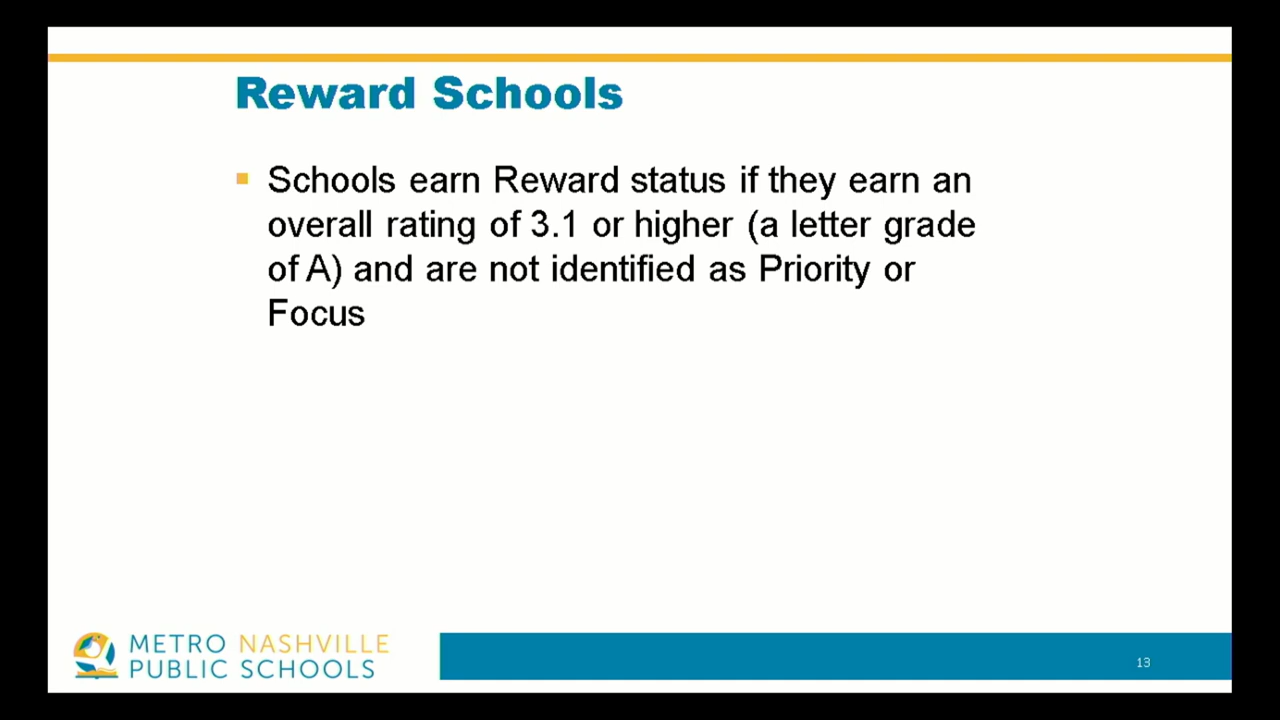 Reward Schools
▪ Schools earn Reward status if they earn an
overall rating of 3.1 or higher (a letter grade
of A) and are not identified as Priority or
Focus
METRO NASHVILLE
PUBLIC SCHOOLS
13